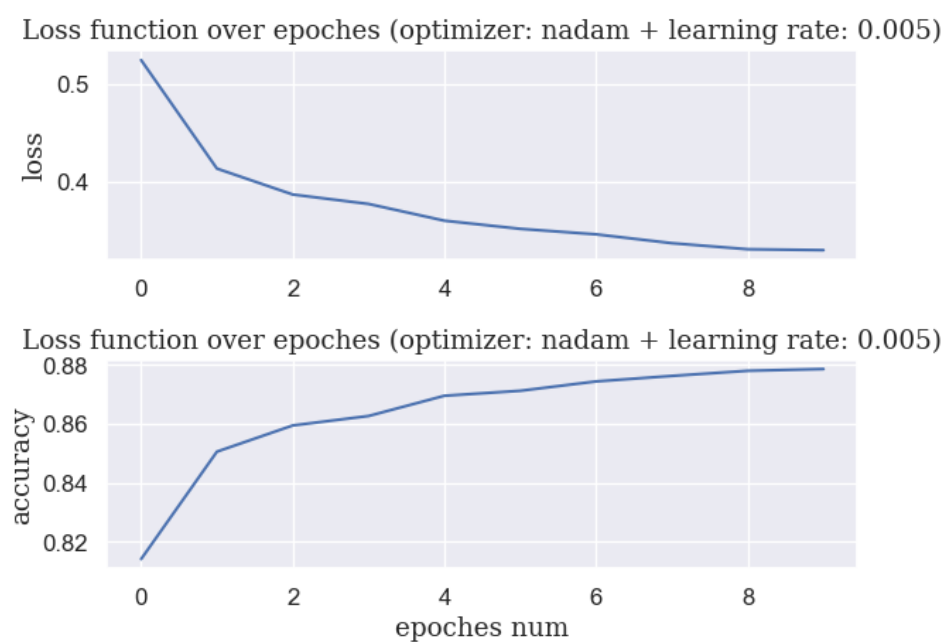 Loss function over epoches (optimizer: nadam + learning rate: 0.005)
0.5
0.4
loss
0 2 4 6 8
Loss function over epoches (optimizer: nadam + learning rate: 0.005)
0.88
0.86
0.84
0.82
accuracy
0 2 4 6 8
epoches num